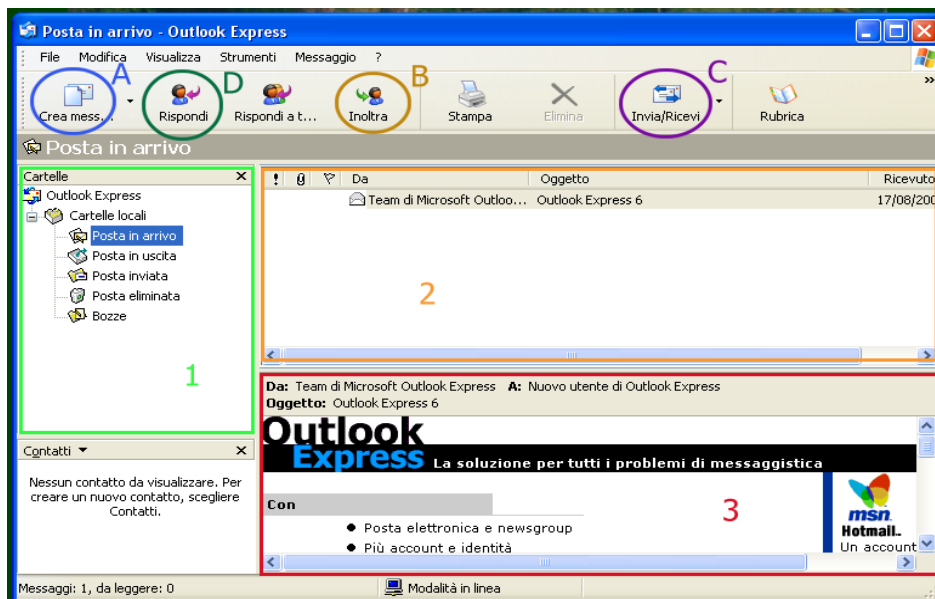 Posta in arrivo - Outlook Express
File Modifica Visualizza Strumenti Messaggio ?
A D B C
Crea mess... Rispondi Rispondi a t... Inoltra Stampa Elimina Invia/Ricevi Rubrica
Posta in arrivo
Cartelle
Outlook Express
Cartelle locali
Posta in arrivo
Posta in uscita
Posta inviata
Posta eliminata
Bozze
1
Contatti
Nessun contatto da visualizzare. Per
creare un nuovo contatto, scegliere
Contatti.
! Da Oggetto Ricevuto
Team di Microsoft Outloo... Outlook Express 6 17/08/200
2
Da: Team di Microsoft Outlook Express A: Nuovo utente di Outlook Express
Oggetto: Outlook Express 6
Outlook
Express La soluzione per tutti i problemi di messaggistica
Con
• Posta elettronica e newsgroup
• Più account e identità
3
msn
Hotmail..
Un account
Messaggi: 1, da leggere: 0 Modalità in linea